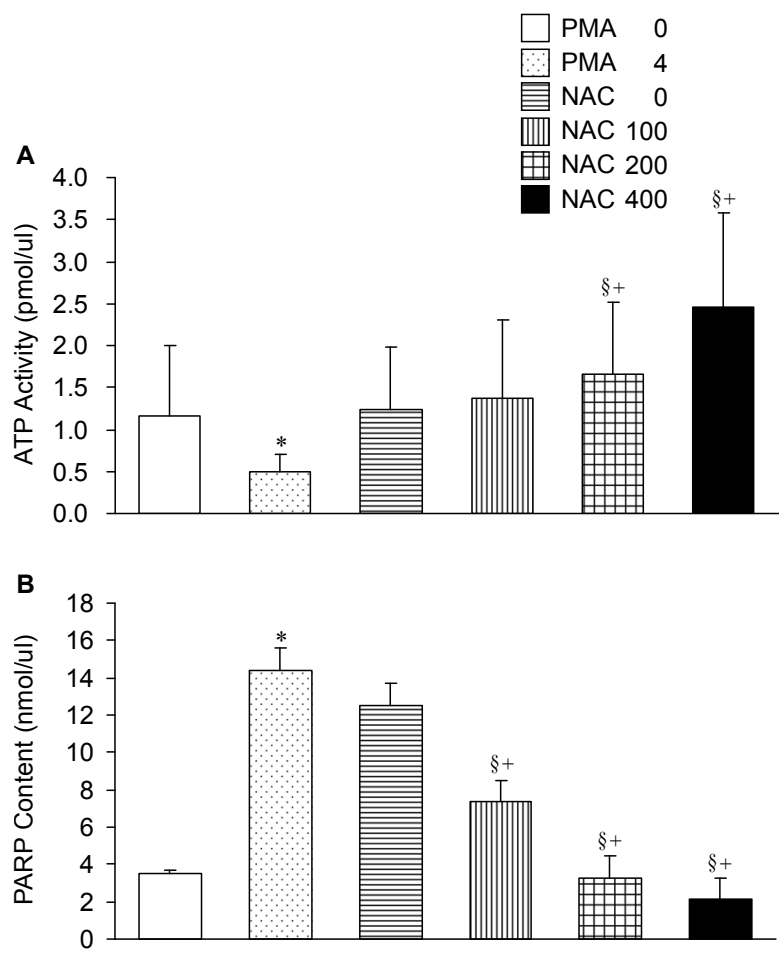 PMA 0
PMA 4
NAC 0
NAC 100
NAC 200
NAC 400
A
ATP Activity (pmol/ul)
4.0
3.5
3.0
2.5
2.0
1.5
1.0
0.5
0.0
*
§+
§+
B
PARP Content (nmol/ul)
18
16
14
12
10
8
6
4
2
0
*
§+
§+
§+